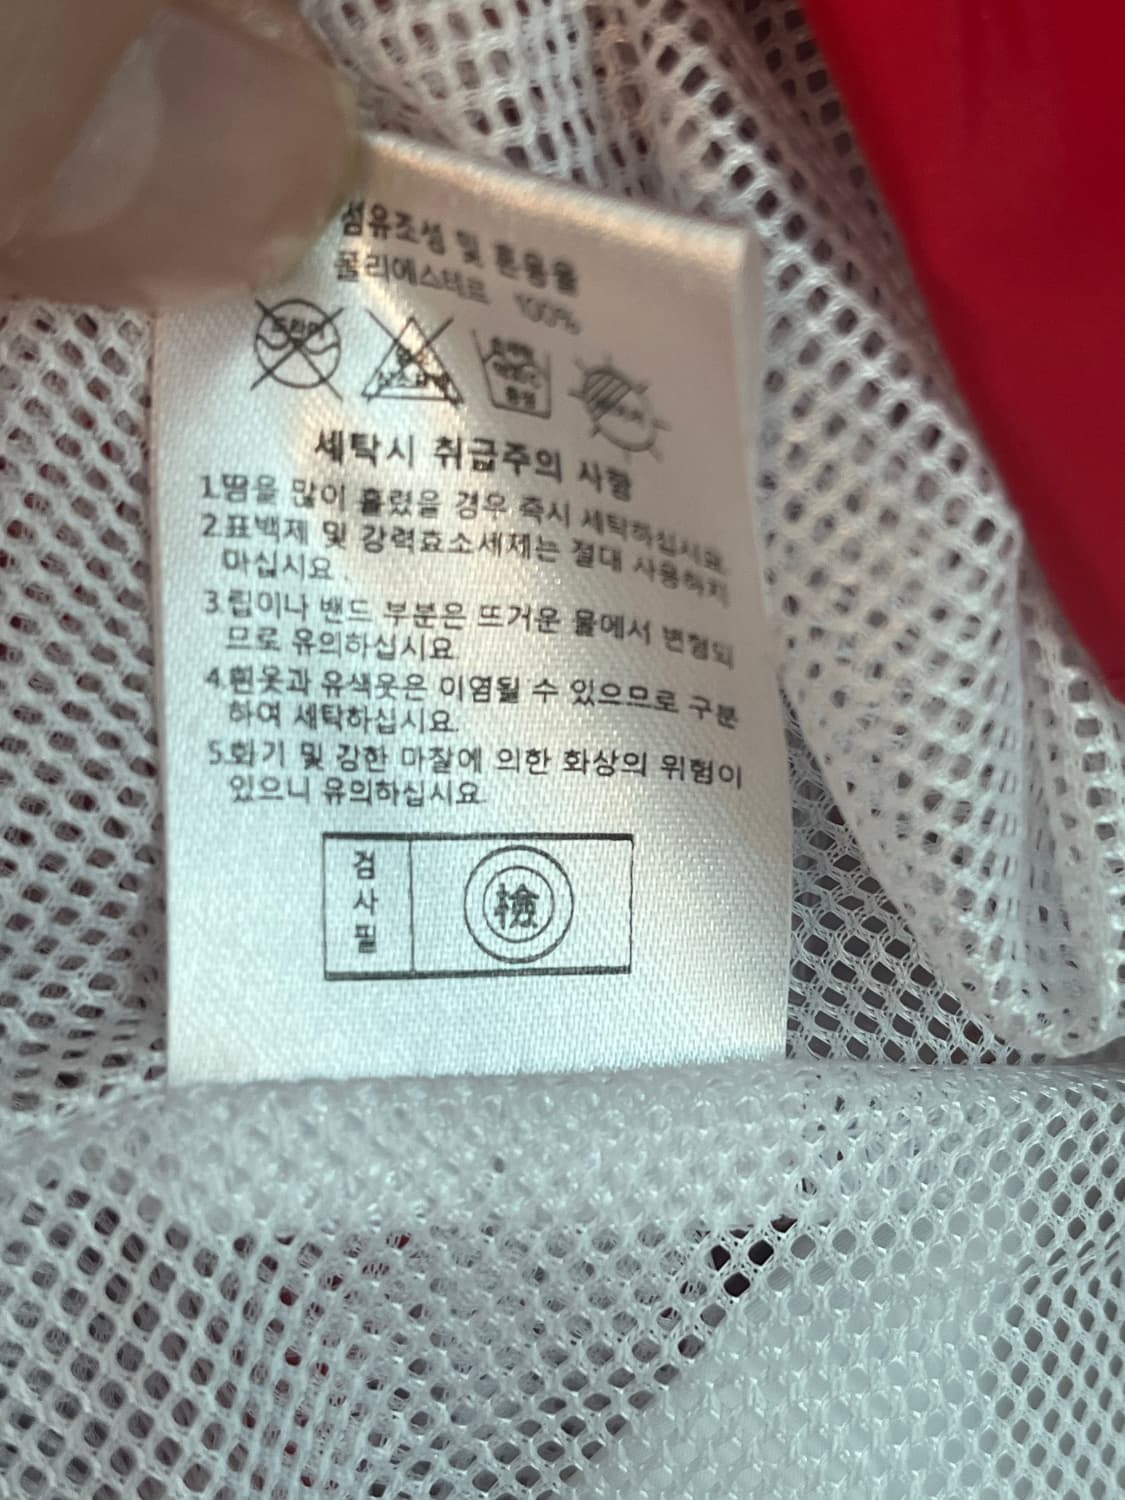 섬유조성 및 혼용율
폴리에스테르 100%
드라이
세탁시 취급주의 사항
1.땀을 많이 흘렸을 경우 즉시 세탁하십시요.
2.표백제 및 강력효소세제는 절대 사용하지
마십시요.
3.립이나 밴드 부분은 뜨거운 물에서 변형되
므로 유의하십시요.
4.흰옷과 유색옷은 이염될 수 있으므로 구분
하여 세탁하십시요.
5.화기 및 강한 마찰에 의한 화상의 위험이
있으니 유의하십시요.
검사필
檢